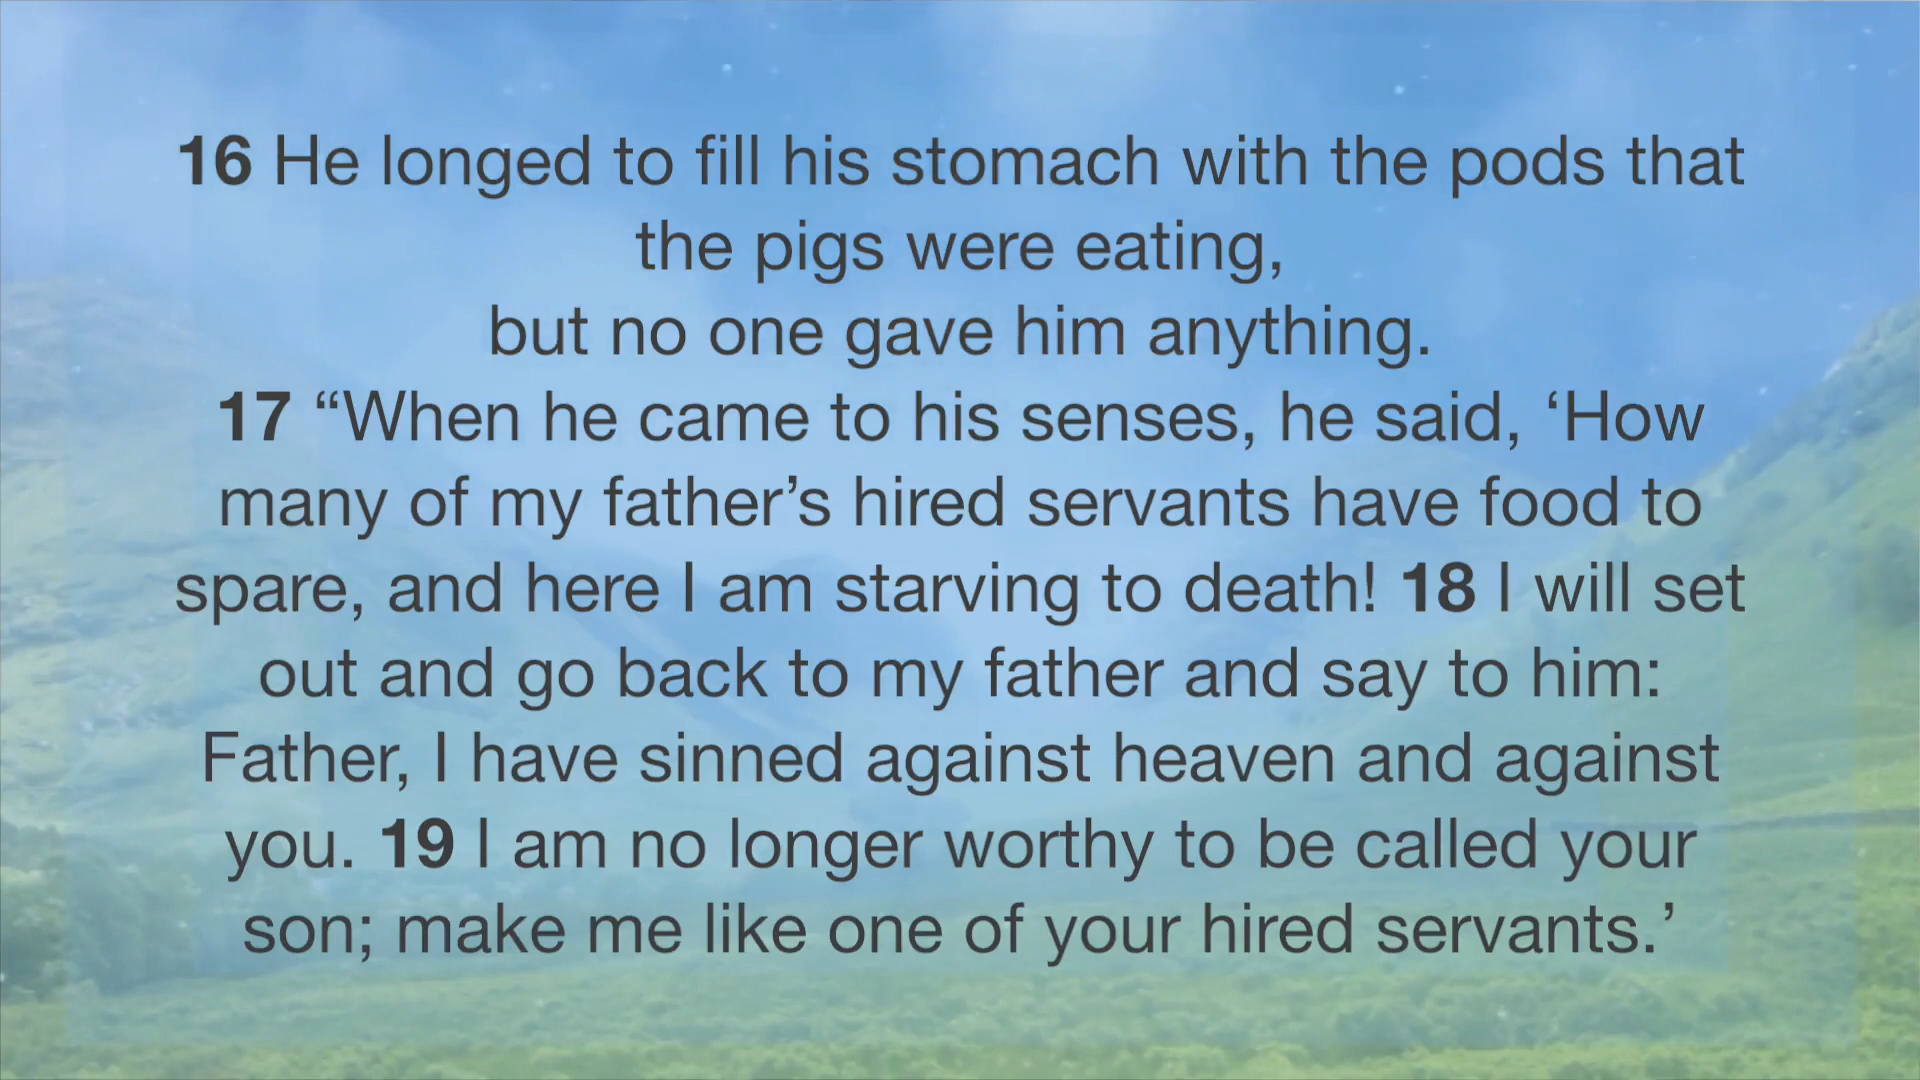 16 He longed to fill his stomach with the pods that
the pigs were eating,
but no one gave him anything.
17 “When he came to his senses, he said, ‘How
many of my father’s hired servants have food to
spare, and here I am starving to death! 18 I will set
out and go back to my father and say to him:
Father, I have sinned against heaven and against
you. 19 I am no longer worthy to be called your
son; make me like one of your hired servants.’